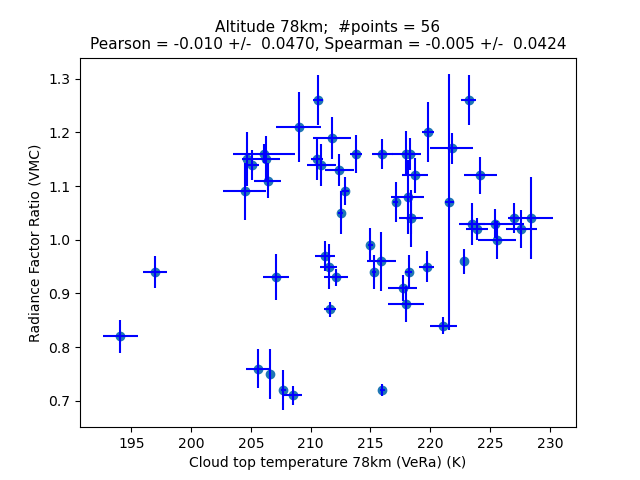 Altitude 78km;  #points = 56
Pearson = -0.010 +/-  0.0470, Spearman = -0.005 +/-  0.0424
1.3
1.2
1.1
1.0
0.9
0.8
0.7
Radiance Factor Ratio (VMC)
195 200 205 210 215 220 225 230
Cloud top temperature 78km (VeRa) (K)